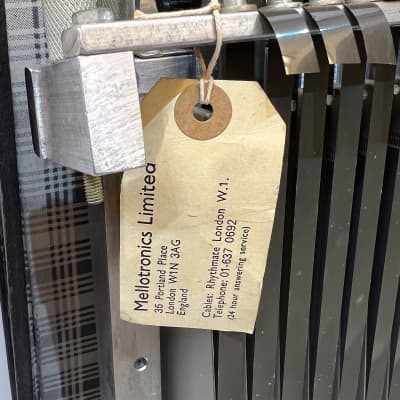 Mellotronics Limited
35 Portland Place
London W1N 3AG
England
Cables: Rhythmate London W.1.
Telephone: 01-637 0692
(24 hour answering service)